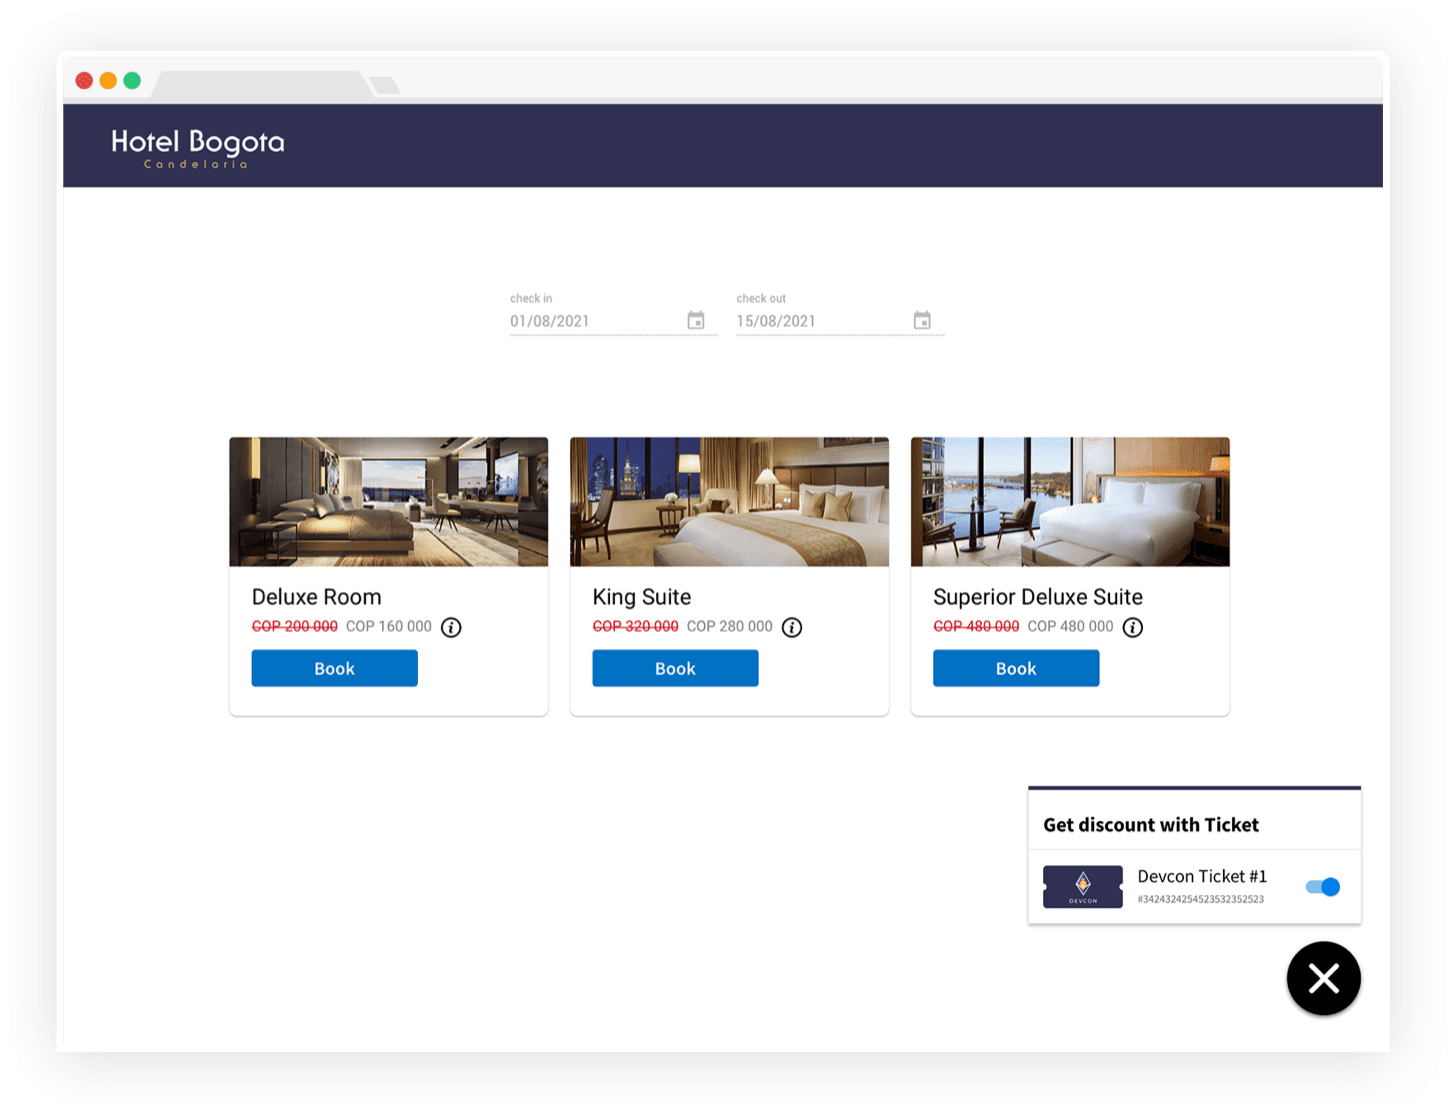 Hotel Bogota
Candelaria
check in
01/08/2021
check out
15/08/2021
Deluxe Room
COP 200 000 COP 160 000
Book
King Suite
COP 320 000 COP 280 000
Book
Superior Deluxe Suite
COP 480 000 COP 480 000
Book
Get discount with Ticket
DEVCON
Devcon Ticket #1
#3424324254523532352523